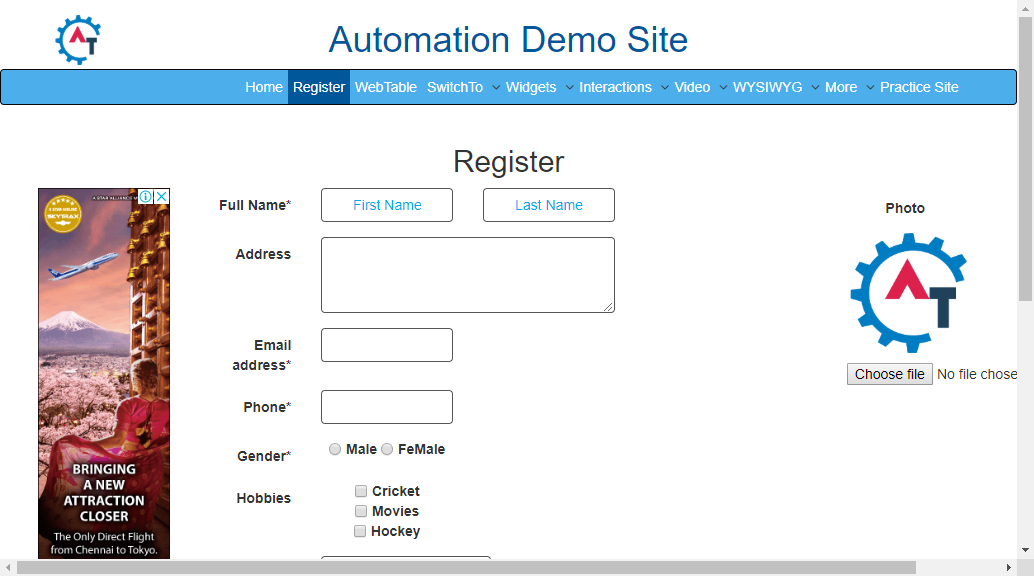 Automation Demo Site
Home Register WebTable SwitchTo Widgets Interactions Video WYSIWYG More Practice Site
Register
Full Name* First Name Last Name
Address
Email
address*
Phone*
Gender* Male FeMale
Hobbies Cricket
Movies
Hockey
Photo
Choose file No file chose
A STAR ALLIANCE M
5 STAR AIRLINE
SKYTRAX
BRINGING
A NEW
ATTRACTION
CLOSER
The Only Direct Flight
from Chennai to Tokyo.